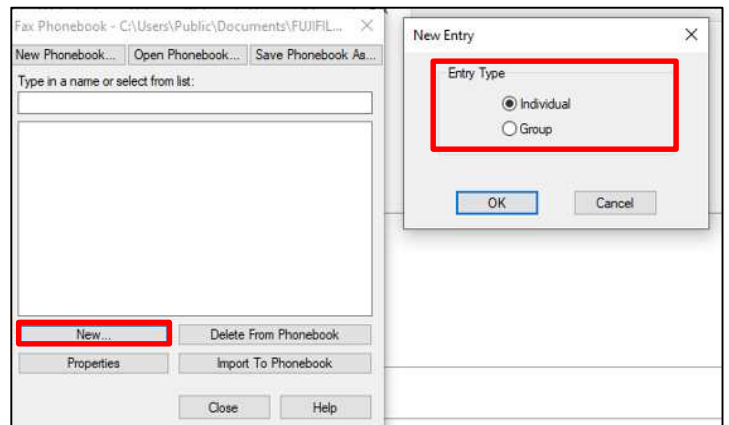 Fax Phonebook - C:\Users\Public\Documents\FUJIFIL...
New Phonebook... Open Phonebook... Save Phonebook As...
Type in a name or select from list:
New...
Delete From Phonebook
Properties
Import To Phonebook
Close
Help
New Entry
Entry Type
Individual
Group
OK
Cancel